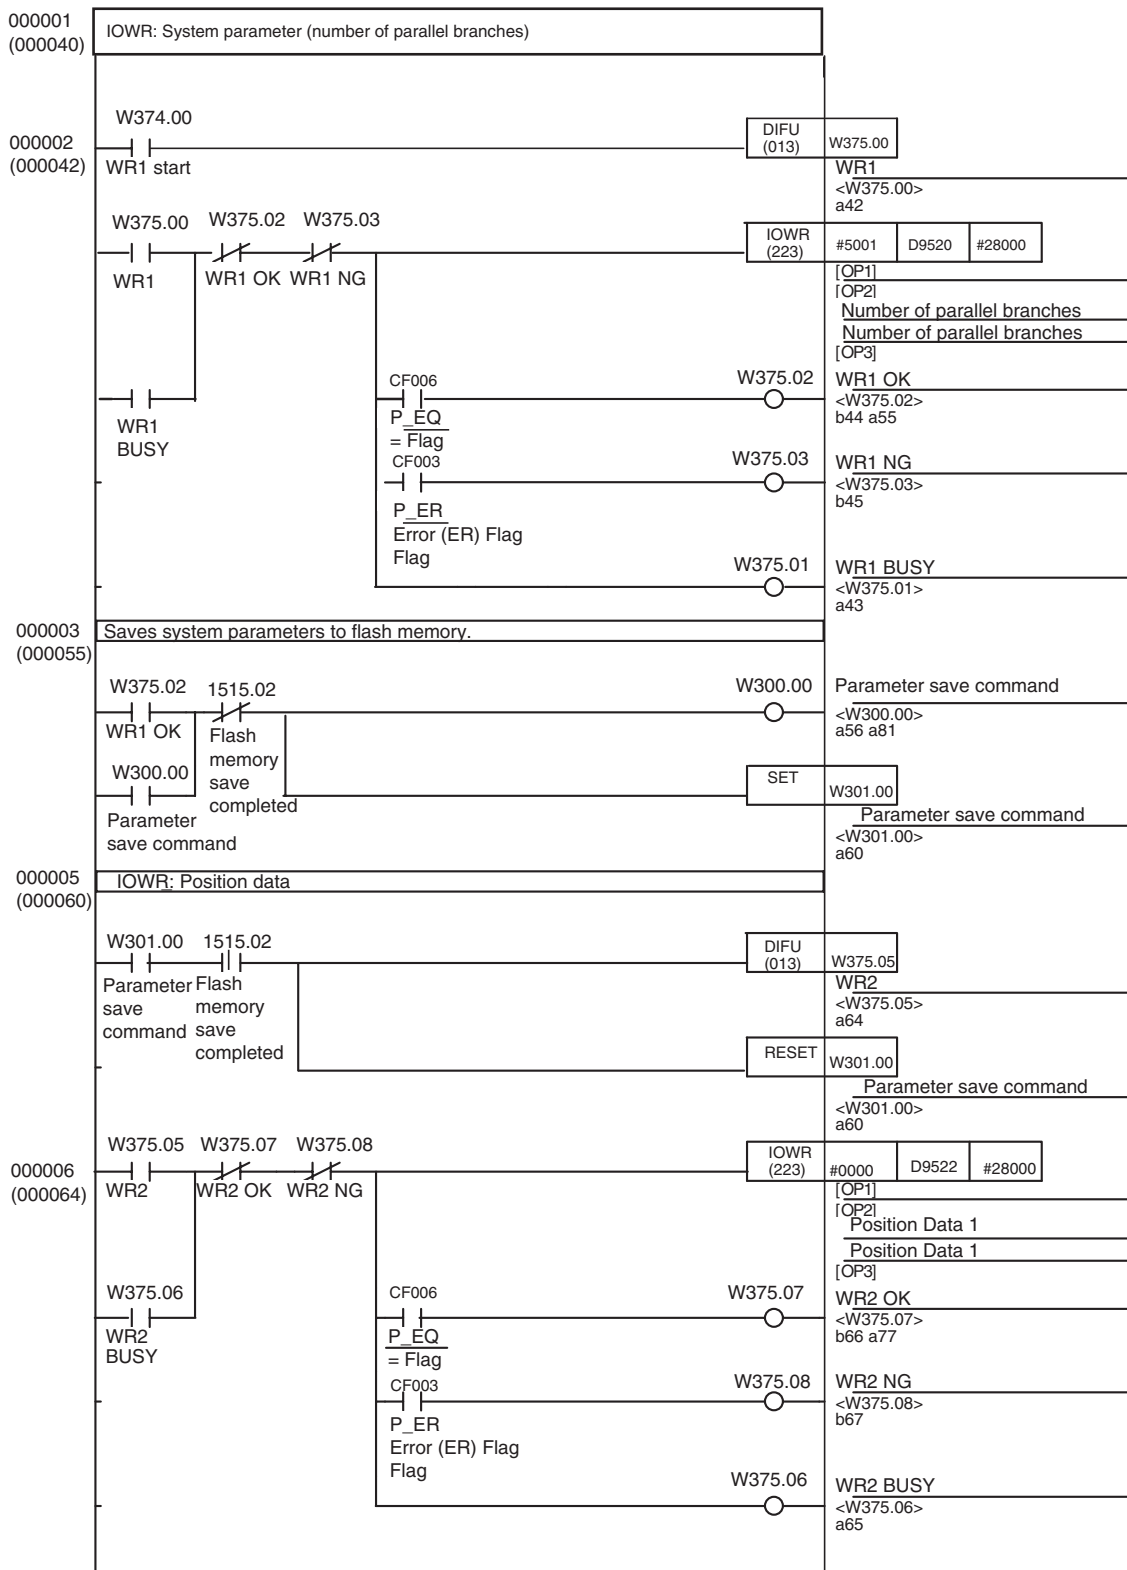 000001
(000040)
IOWR: System parameter (number of parallel branches)
W374.00
000002
(000042)
WR1 start
DIFU
(013)
W375.00
WR1
<W375.00>
a42
W375.00 W375.02 W375.03
WR1 WR1 OK WR1 NG
IOWR
(223)
#5001 D9520 #28000
[OP1]
[OP2]
Number of parallel branches
Number of parallel branches
[OP3]
WR1
BUSY
CF006
P_EQ
= Flag
W375.02
WR1 OK
<W375.02>
b44 a55
CF003
P_ER
Error (ER) Flag
Flag
W375.03
WR1 NG
<W375.03>
b45
W375.01
WR1 BUSY
<W375.01>
a43
000003
(000055)
Saves system parameters to flash memory.
W375.02 1515.02
WR1 OK
Flash
memory
save
completed
W300.00
Parameter save command
<W300.00>
a56 a81
W300.00
Parameter
save command
SET
W301.00
Parameter save command
<W301.00>
a60
000005
(000060)
IOWR: Position data
W301.00 1515.02
Parameter
save
command
Flash
memory
save
completed
DIFU
(013)
W375.05
WR2
<W375.05>
a64
RESET
W301.00
Parameter save command
<W301.00>
a60
W375.05 W375.07 W375.08
000006
(000064)
WR2 WR2 OK WR2 NG
IOWR
(223)
#0000 D9522 #28000
[OP1]
[OP2]
Position Data 1
Position Data 1
[OP3]
W375.06
WR2
BUSY
CF006
P_EQ
= Flag
W375.07
WR2 OK
<W375.07>
b66 a77
CF003
P_ER
Error (ER) Flag
Flag
W375.08
WR2 NG
<W375.08>
b67
W375.06
WR2 BUSY
<W375.06>
a65